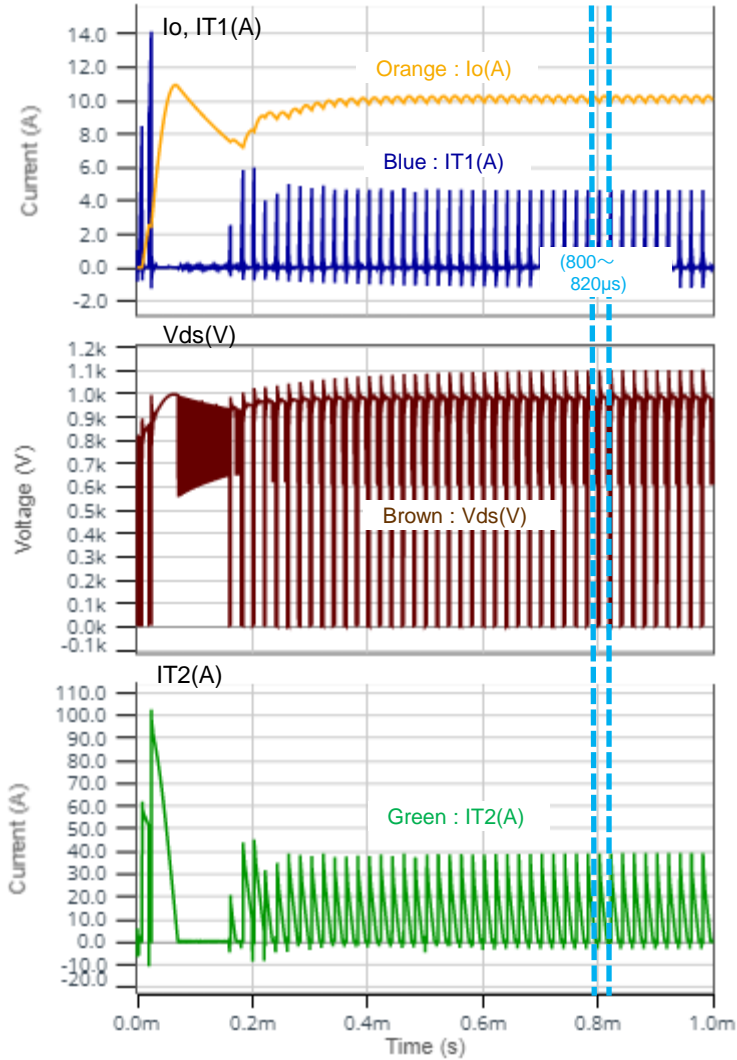 Io, IT1(A)
14.0
12.0
10.0
8.0
6.0
4.0
2.0
0.0
-2.0
Current (A)
Orange : Io(A)
Blue : IT1(A)
(800～
820μs)
Vds(V)
1.2k
1.1k
1.0k
0.9k
0.8k
0.7k
0.6k
0.5k
0.4k
0.3k
0.2k
0.1k
0.0k
-0.1k
Voltage (V)
Brown : Vds(V)
IT2(A)
110.0
100.0
90.0
80.0
70.0
60.0
50.0
40.0
30.0
20.0
10.0
0.0
-10.0
-20.0
Current (A)
Green : IT2(A)
0.0m 0.2m 0.4m 0.6m 0.8m 1.0m
Time (s)